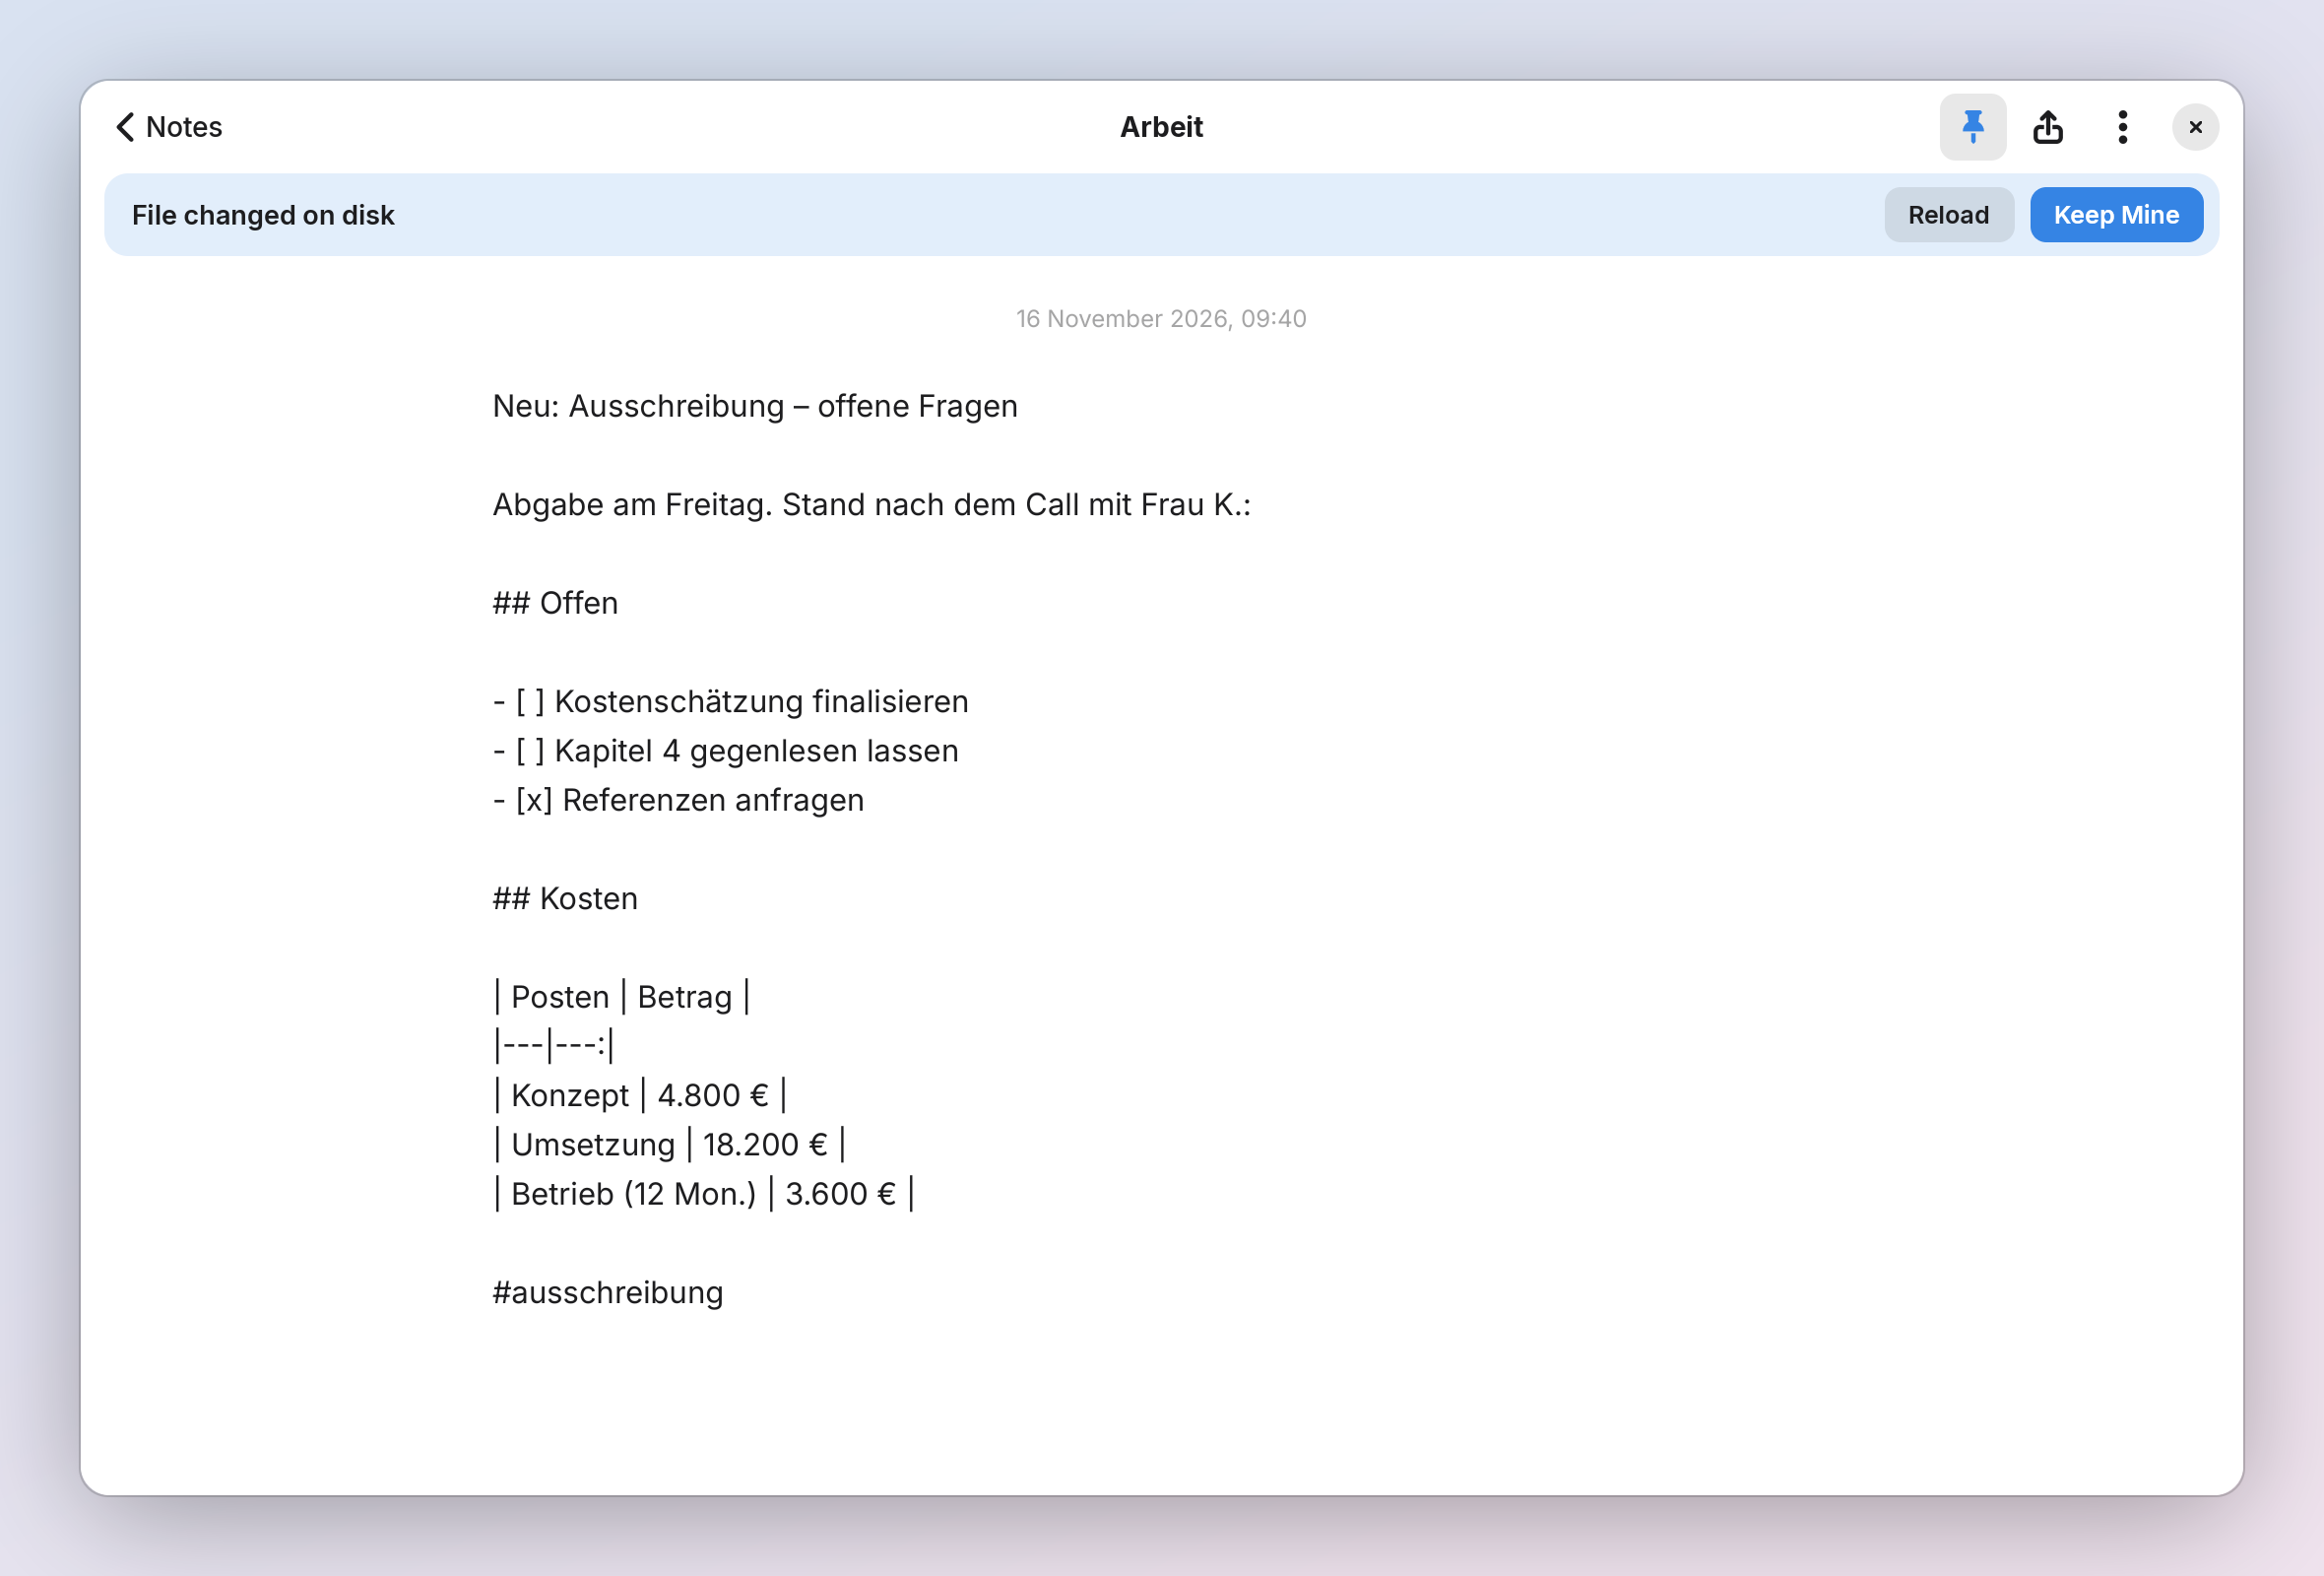 Notes
Arbeit
File changed on disk
Reload
Keep Mine
16 November 2026, 09:40
Neu: Ausschreibung – offene Fragen
Abgabe am Freitag. Stand nach dem Call mit Frau K.:
## Offen
- [ ] Kostenschätzung finalisieren
- [ ] Kapitel 4 gegenlesen lassen
- [x] Referenzen anfragen
## Kosten
| Posten | Betrag |
|---|---:|
| Konzept | 4.800 € |
| Umsetzung | 18.200 € |
| Betrieb (12 Mon.) | 3.600 € |
#ausschreibung